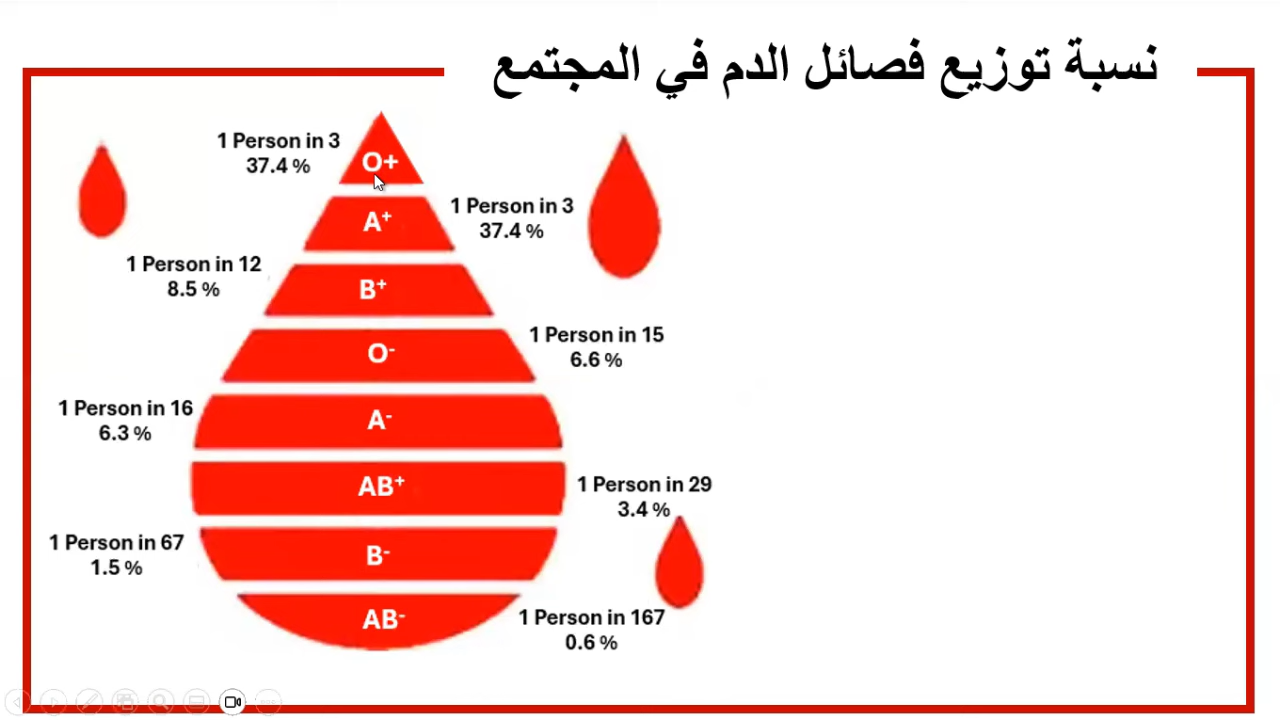 نسبة توزيع فصائل الدم في المجتمع
1 Person in 3
37.4 %
O+
A+
1 Person in 3
37.4 %
1 Person in 12
8.5 %
B+
O-
1 Person in 15
6.6 %
1 Person in 16
6.3 %
A-
AB+
1 Person in 29
3.4 %
1 Person in 67
1.5 %
B-
AB-
1 Person in 167
0.6 %